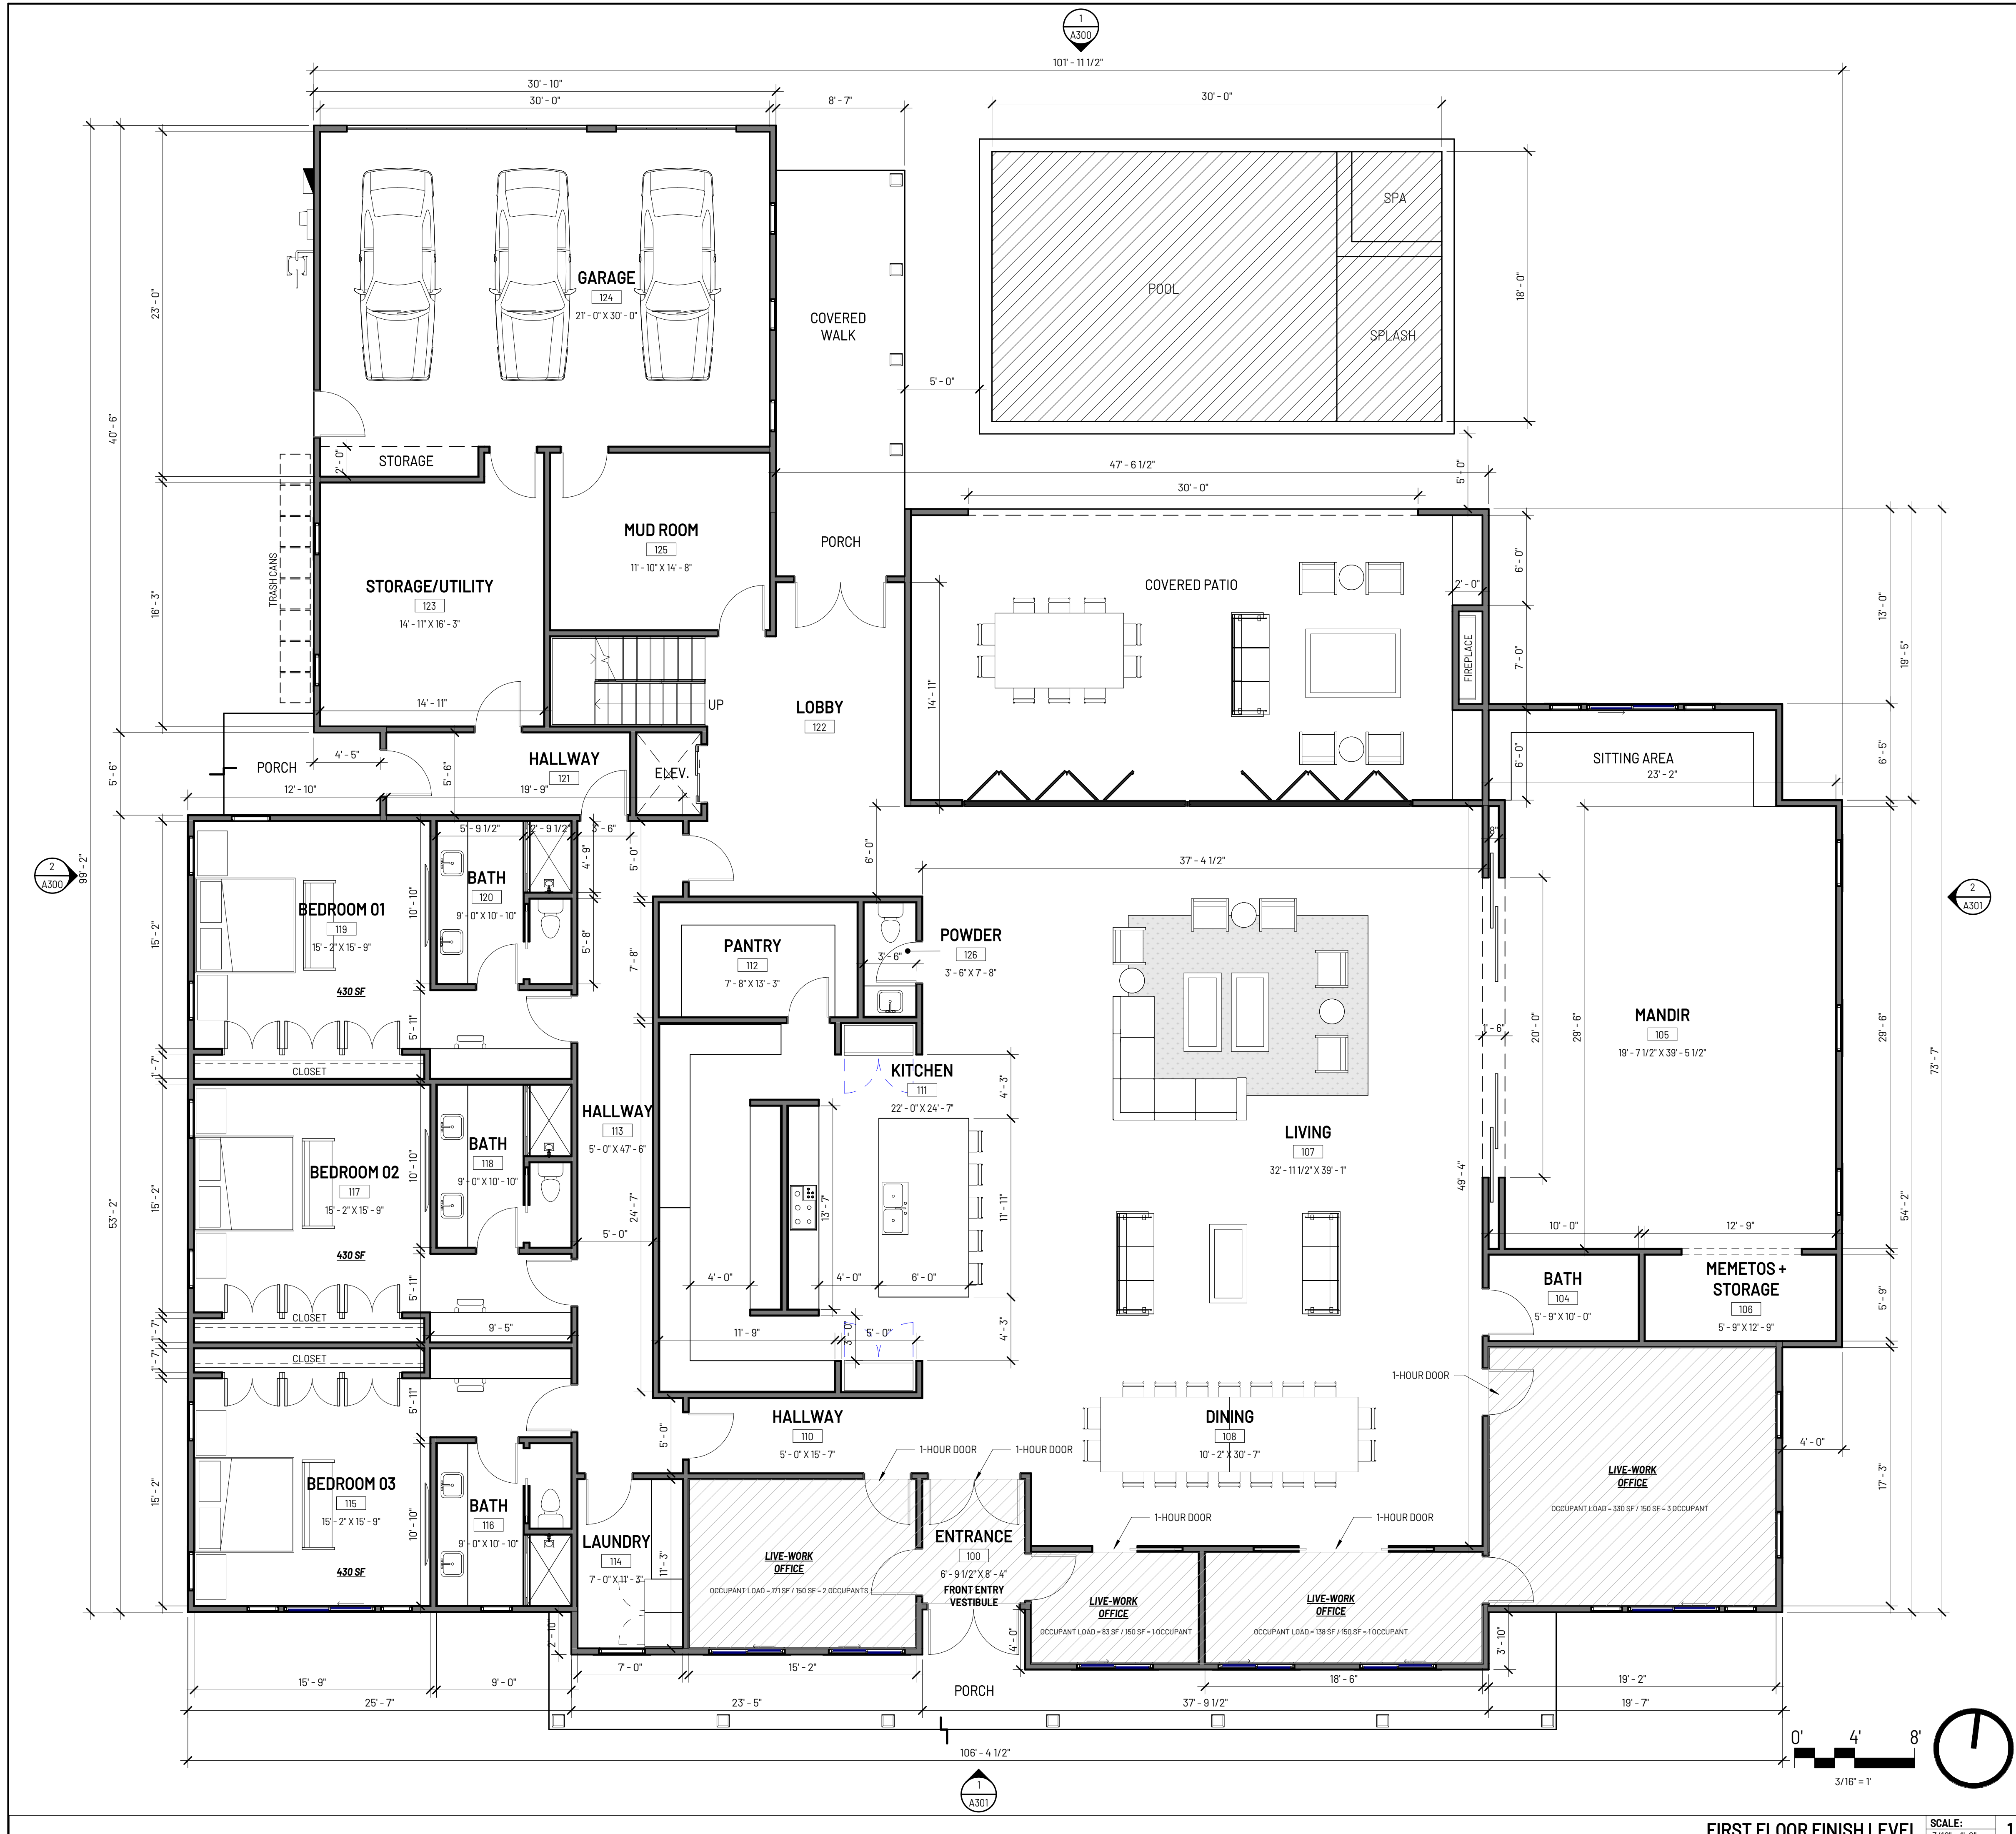 1
A300
101' - 11 1/2"
30' - 10"
30' - 0"
8' - 7"
30' - 0"
SPA
POOL
SPLASH
18' - 0"
GARAGE
124
21' - 0" X 30' - 0"
COVERED
WALK
23' - 0"
40' - 6"
99' - 2"
5' - 0"
5' - 0"
STORAGE
2' - 0"
47' - 6 1/2"
30' - 0"
MUD ROOM
125
11' - 10" X 14' - 8"
PORCH
COVERED PATIO
6' - 0"
2' - 0"
7' - 0"
FIREPLACE
6' - 0"
13' - 0"
19' - 5"
6' - 5"
73' - 7"
TRASH CANS
STORAGE/UTILITY
123
14' - 11" X 16' - 3"
16' - 3"
14' - 11"
UP
LOBBY
122
14' - 11"
SITTING AREA
23' - 2"
PORCH
4' - 5"
12' - 10"
5' - 6"
5' - 6"
HALLWAY
121
19' - 9"
ELEV.
2
A300
5' - 9 1/2"
2' - 9 1/2"
3' - 6"
4' - 9"
5' - 0"
6' - 0"
37' - 4 1/2"
8"
2
A301
BEDROOM 01
119
15' - 2" X 15' - 9"
430 SF
15' - 2"
10' - 10"
5' - 11"
1' - 7"
CLOSET
BATH
120
9' - 0" X 10' - 10"
5' - 8"
7' - 8"
PANTRY
112
7' - 8" X 13' - 3"
POWDER
126
3' - 6" X 7' - 8"
3' - 6"
KITCHEN
111
22' - 0" X 24' - 7"
4' - 3"
11' - 11"
4' - 3"
13' - 7"
4' - 0"
4' - 0"
6' - 0"
11' - 9"
3' - 0"
5' - 0"
24' - 7"
LIVING
107
32' - 11 1/2" X 39' - 1"
49' - 4"
1' - 6"
20' - 0"
29' - 6"
MANDIR
105
19' - 7 1/2" X 39' - 5 1/2"
29' - 6"
54' - 2"
10' - 0"
12' - 9"
HALLWAY
113
5' - 0" X 47' - 6"
5' - 0"
53' - 2"
BEDROOM 02
117
15' - 2" X 15' - 9"
430 SF
15' - 2"
10' - 10"
5' - 11"
1' - 7"
CLOSET
BATH
118
9' - 0" X 10' - 10"
9' - 5"
BATH
104
5' - 9" X 10' - 0"
MEMETOS +
STORAGE
106
5' - 9" X 12' - 9"
5' - 9"
1' - 7"
CLOSET
5' - 11"
BEDROOM 03
115
15' - 2" X 15' - 9"
430 SF
15' - 2"
10' - 10"
BATH
116
9' - 0" X 10' - 10"
HALLWAY
110
5' - 0" X 15' - 7"
5' - 0"
1-HOUR DOOR
1-HOUR DOOR
1-HOUR DOOR
DINING
108
10' - 2" X 30' - 7"
4' - 0"
17' - 3"
LIVE-WORK
OFFICE
OCCUPANT LOAD = 330 SF / 150 SF = 3 OCCUPANT
1-HOUR DOOR
1-HOUR DOOR
LAUNDRY
114
7' - 0" X 11' - 3"
11' - 3"
LIVE-WORK
OFFICE
OCCUPANT LOAD = 171 SF / 150 SF = 2 OCCUPANTS
ENTRANCE
100
6' - 9 1/2" X 8' - 4"
FRONT ENTRY
VESTIBULE
LIVE-WORK
OFFICE
OCCUPANT LOAD = 83 SF / 150 SF = 1 OCCUPANT
LIVE-WORK
OFFICE
OCCUPANT LOAD = 138 SF / 150 SF = 1 OCCUPANT
2' - 10"
4' - 0"
3' - 10"
7' - 0"
15' - 2"
15' - 9"
9' - 0"
18' - 6"
19' - 2"
PORCH
25' - 7"
23' - 5"
37' - 9 1/2"
19' - 7"
106' - 4 1/2"
0' 4' 8'
3/16" = 1'
1
A301
FIRST FLOOR FINISH LEVEL
SCALE:
1